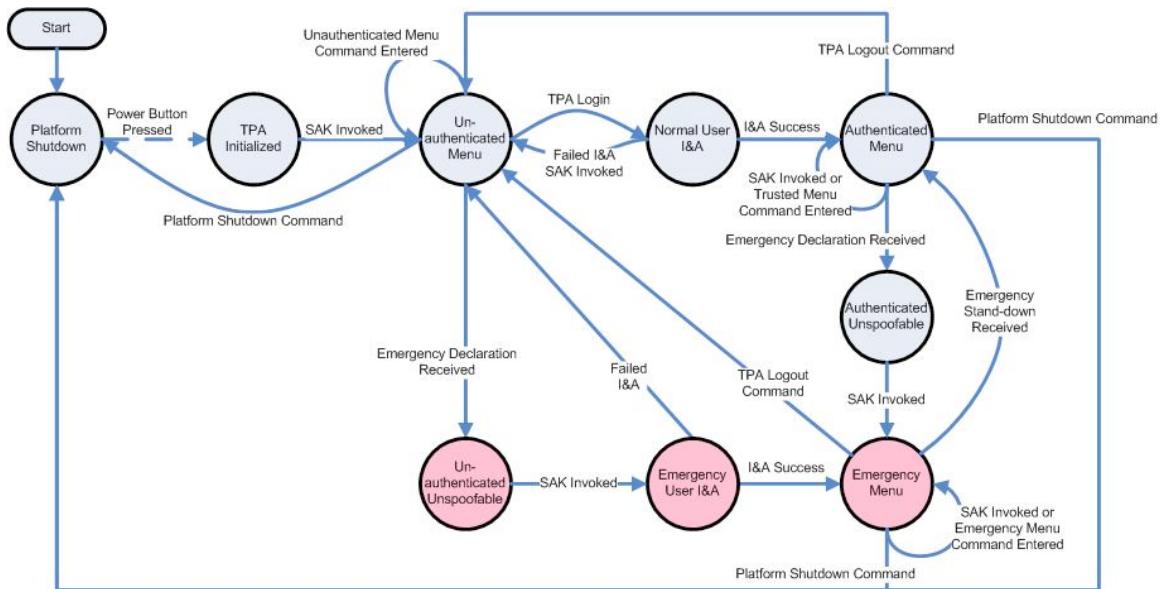 Start
Platform
Shutdown
Power Button
Pressed
TPA
Initialized
SAK Invoked
Unauthenticated Menu
Command Entered
Un-
authenticated
Menu
Platform Shutdown Command
TPA Login
Failed I&A
SAK Invoked
Normal User
I&A
I&A Success
Authenticated
Menu
TPA Logout Command
Platform Shutdown Command
SAK Invoked or
Trusted Menu
Command Entered
Emergency Declaration Received
Authenticated
Unspoofable
Emergency
Stand-down
Received
SAK Invoked
Emergency Declaration
Received
Failed
I&A
TPA Logout
Command
Un-
authenticated
Unspoofable
SAK Invoked
Emergency
User I&A
I&A Success
Emergency
Menu
SAK Invoked or
Emergency Menu
Command Entered
Platform Shutdown Command